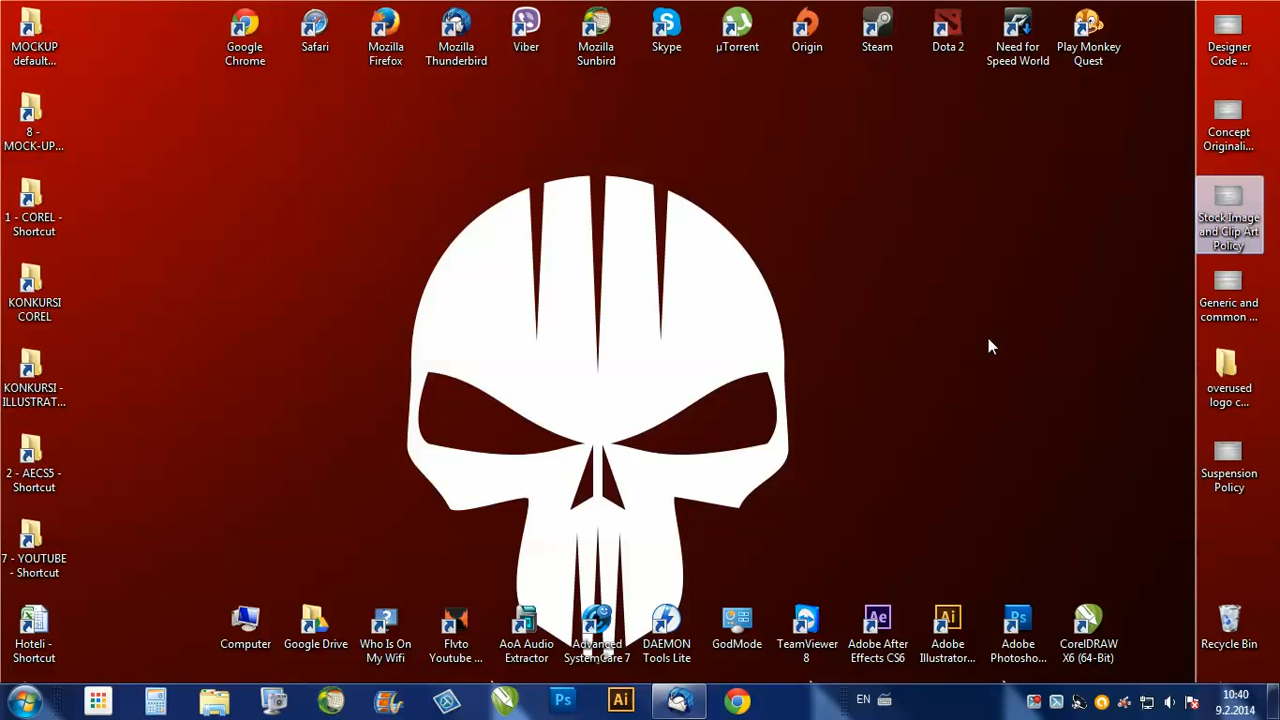 MOCKUP
default...
Google
Chrome
Safari
Mozilla
Firefox
Mozilla
Thunderbird
Viber
Mozilla
Sunbird
Skype
µTorrent
Origin
Steam
Dota 2
Need for
Speed World
Play Monkey
Quest
Designer
Code ...
8 -
MOCK-UP...
Concept
Originali...
1 - COREL -
Shortcut
Stock Image
and Clip Art
Policy
KONKURSI
COREL
Generic and
common ...
KONKURSI -
ILLUSTRAT...
overused
logo c...
2 - AECS5 -
Shortcut
Suspension
Policy
7 - YOUTUBE
- Shortcut
Hoteli -
Shortcut
Computer
Google Drive
Who Is On
My Wifi
Flvto
Youtube ...
AoA Audio
Extractor
Advanced
SystemCare 7
DAEMON
Tools Lite
GodMode
TeamViewer
8
Adobe After
Effects CS6
Adobe
Illustrator...
Adobe
Photosho...
CorelDRAW
X6 (64-Bit)
Recycle Bin
Ae
Ai
Ps
Ps
Ai
EN
10:40
9.2.2014